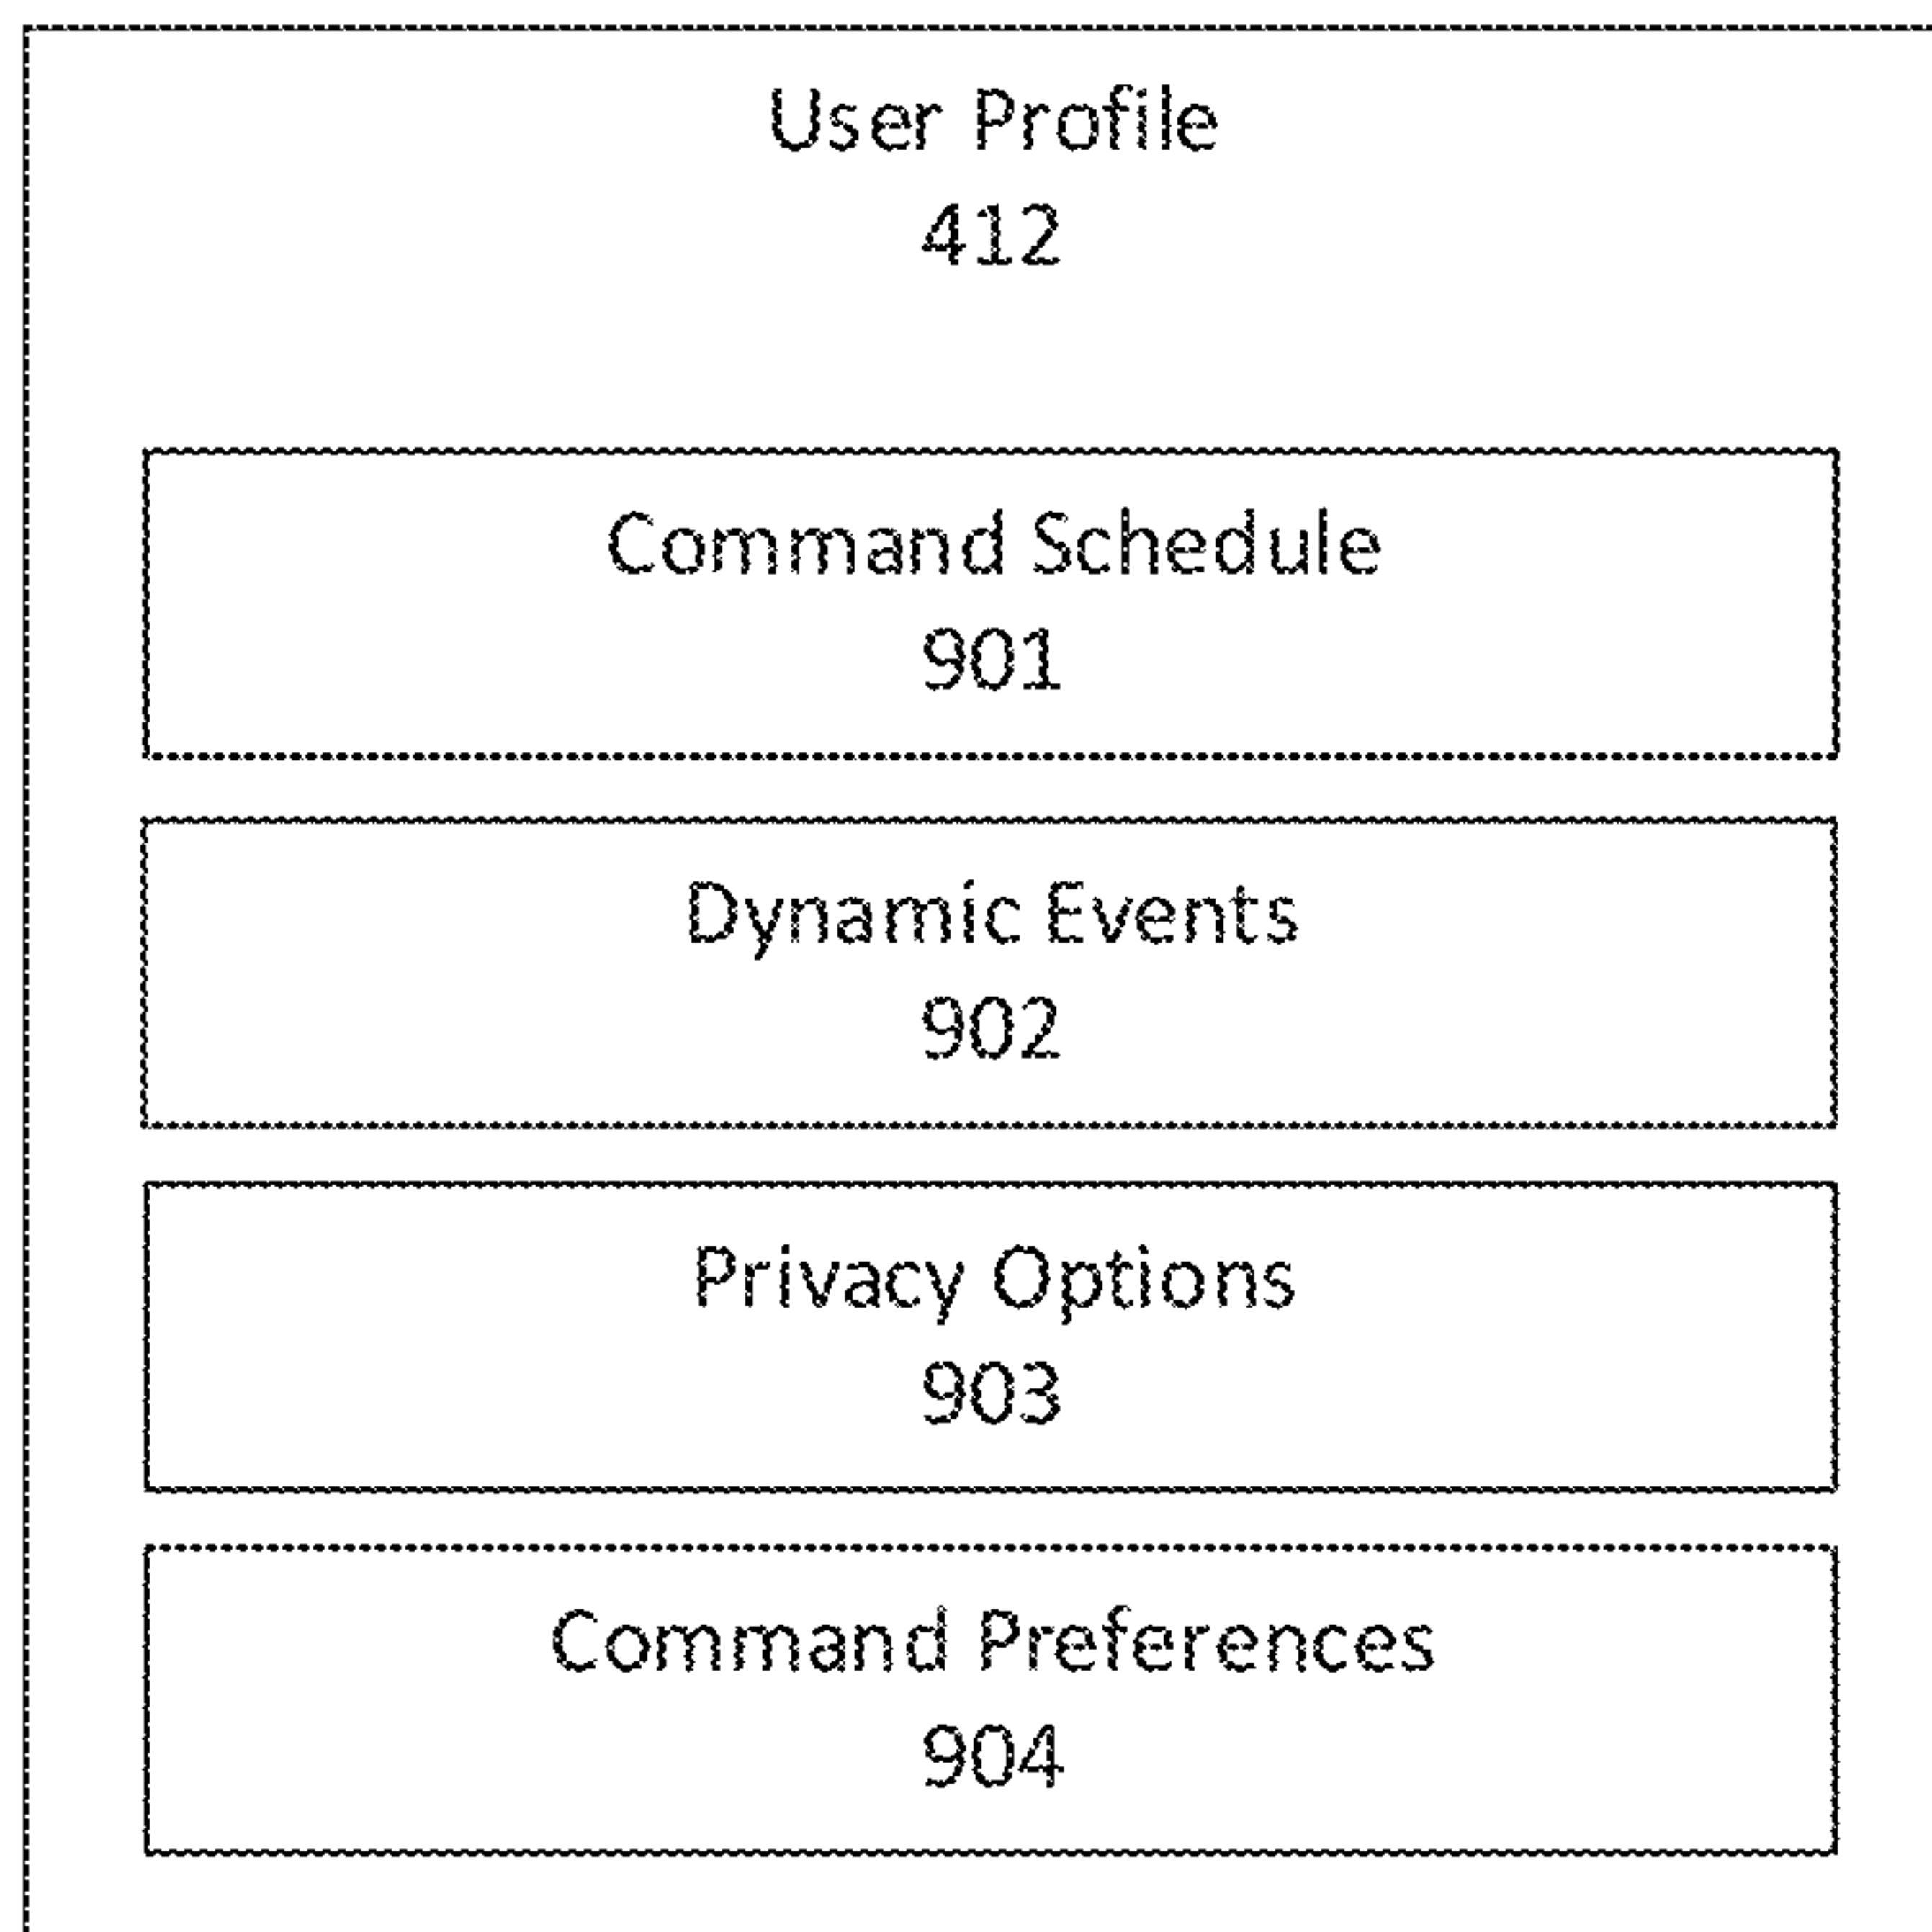 User Profile
412
Command Schedule
901
Dynamic Events
902
Privacy Options
903
Command Preferences
904